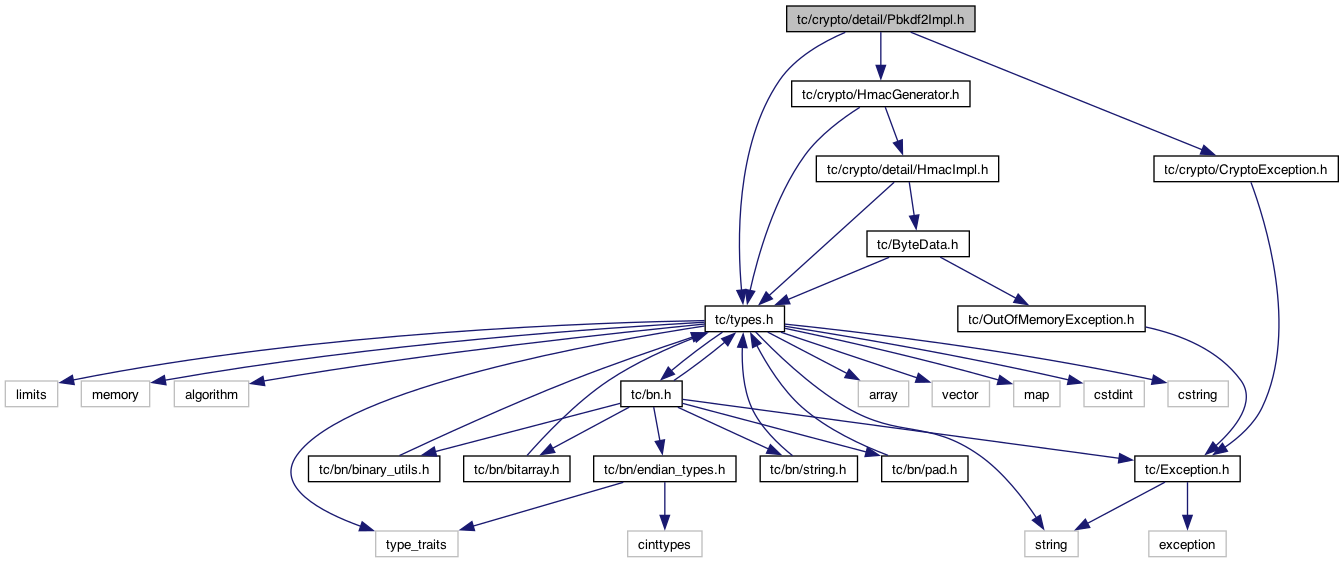 tc/crypto/detail/Pbkdf2Impl.h
tc/crypto/HmacGenerator.h
tc/crypto/detail/HmacImpl.h
tc/crypto/CryptoException.h
tc/ByteData.h
tc/types.h
tc/OutOfMemoryException.h
limits
memory
algorithm
tc/bn.h
array
vector
map
cstdint
cstring
tc/bn/binary_utils.h
tc/bn/bitarray.h
tc/bn/endian_types.h
tc/bn/string.h
tc/bn/pad.h
tc/Exception.h
type_traits
cinttypes
string
exception